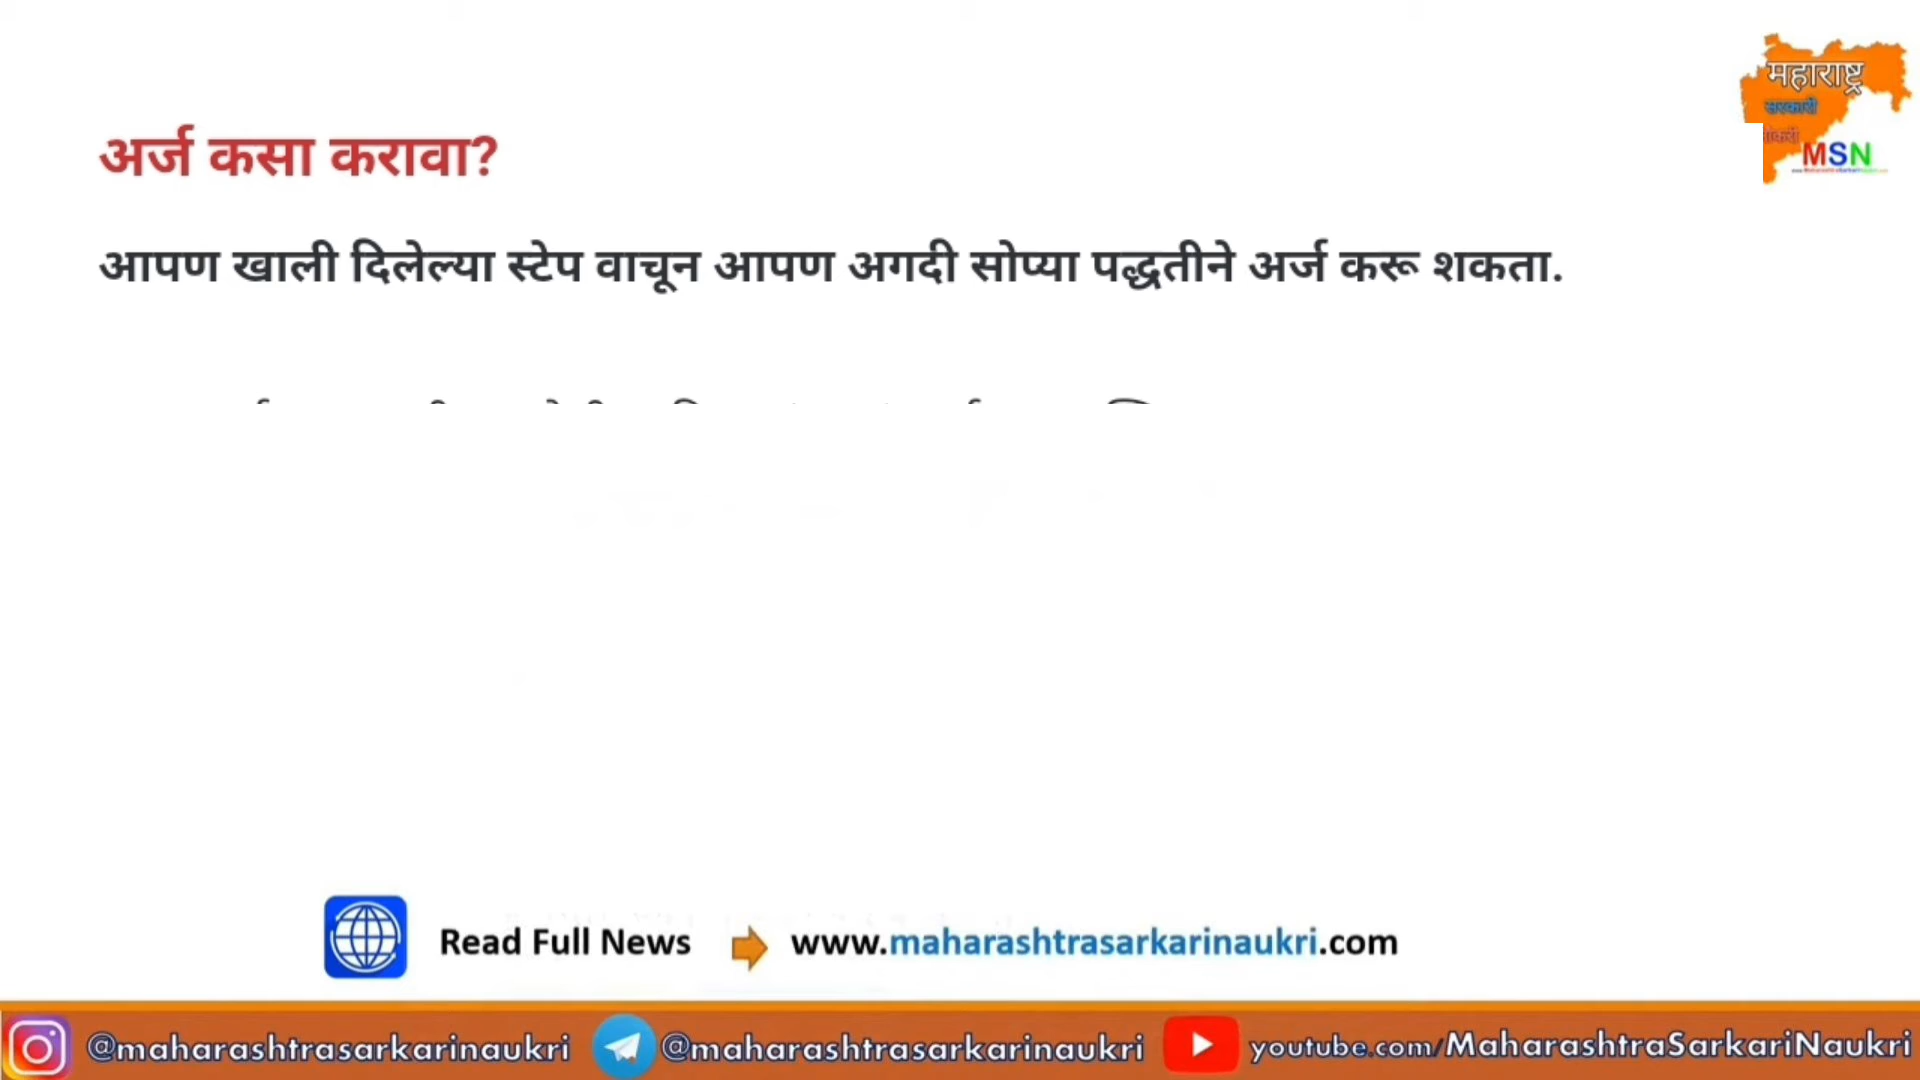 महाराष्ट्र
सरकारी
MSN
अर्ज कसा करावा?
आपण खाली दिलेल्या स्टेप वाचून आपण अगदी सोप्या पद्धतीने अर्ज करू शकता.
Read Full News www.maharashtrasarkarinaukri.com
@maharashtrasarkarinaukri @maharashtrasarkarinaukri youtube.com/MaharashtraSarkariNaukri